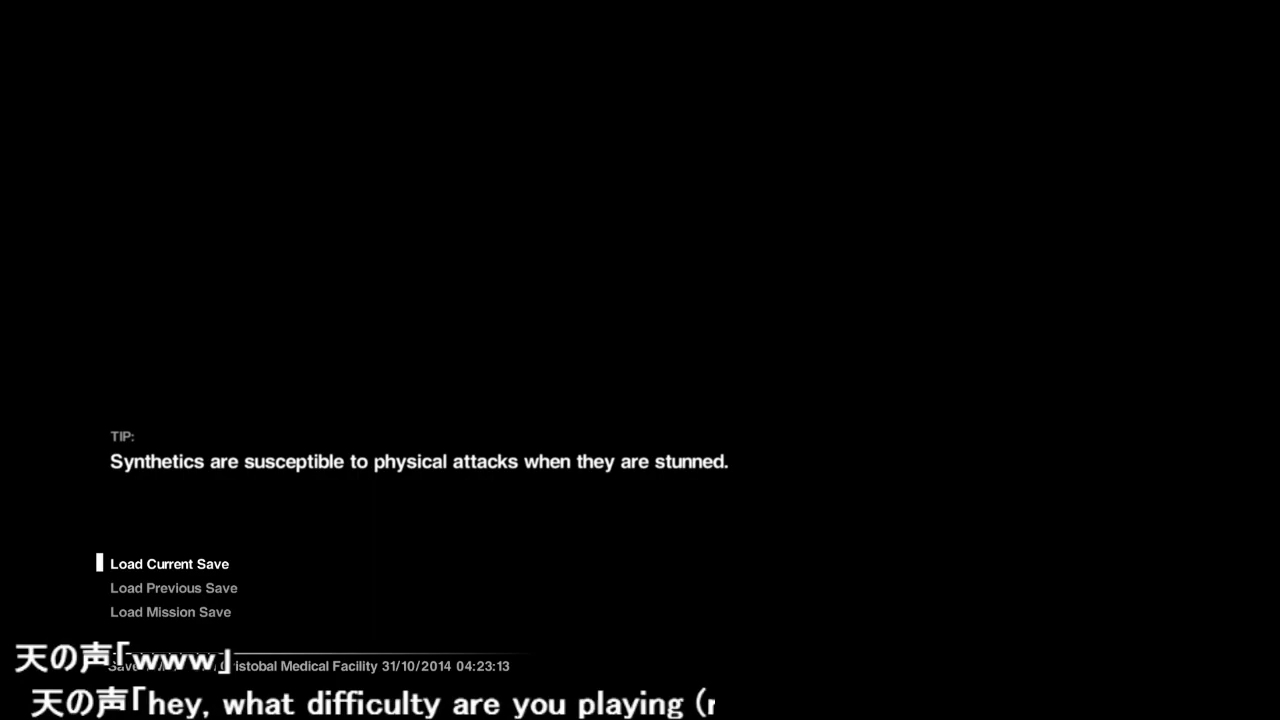 TIP:
Synthetics are susceptible to physical attacks when they are stunned.
Load Current Save
Load Previous Save
Load Mission Save
Cristobal Medical Facility 31/10/2014 04:23:13
天の声「www」
天の声「hey, what difficulty are you playing (